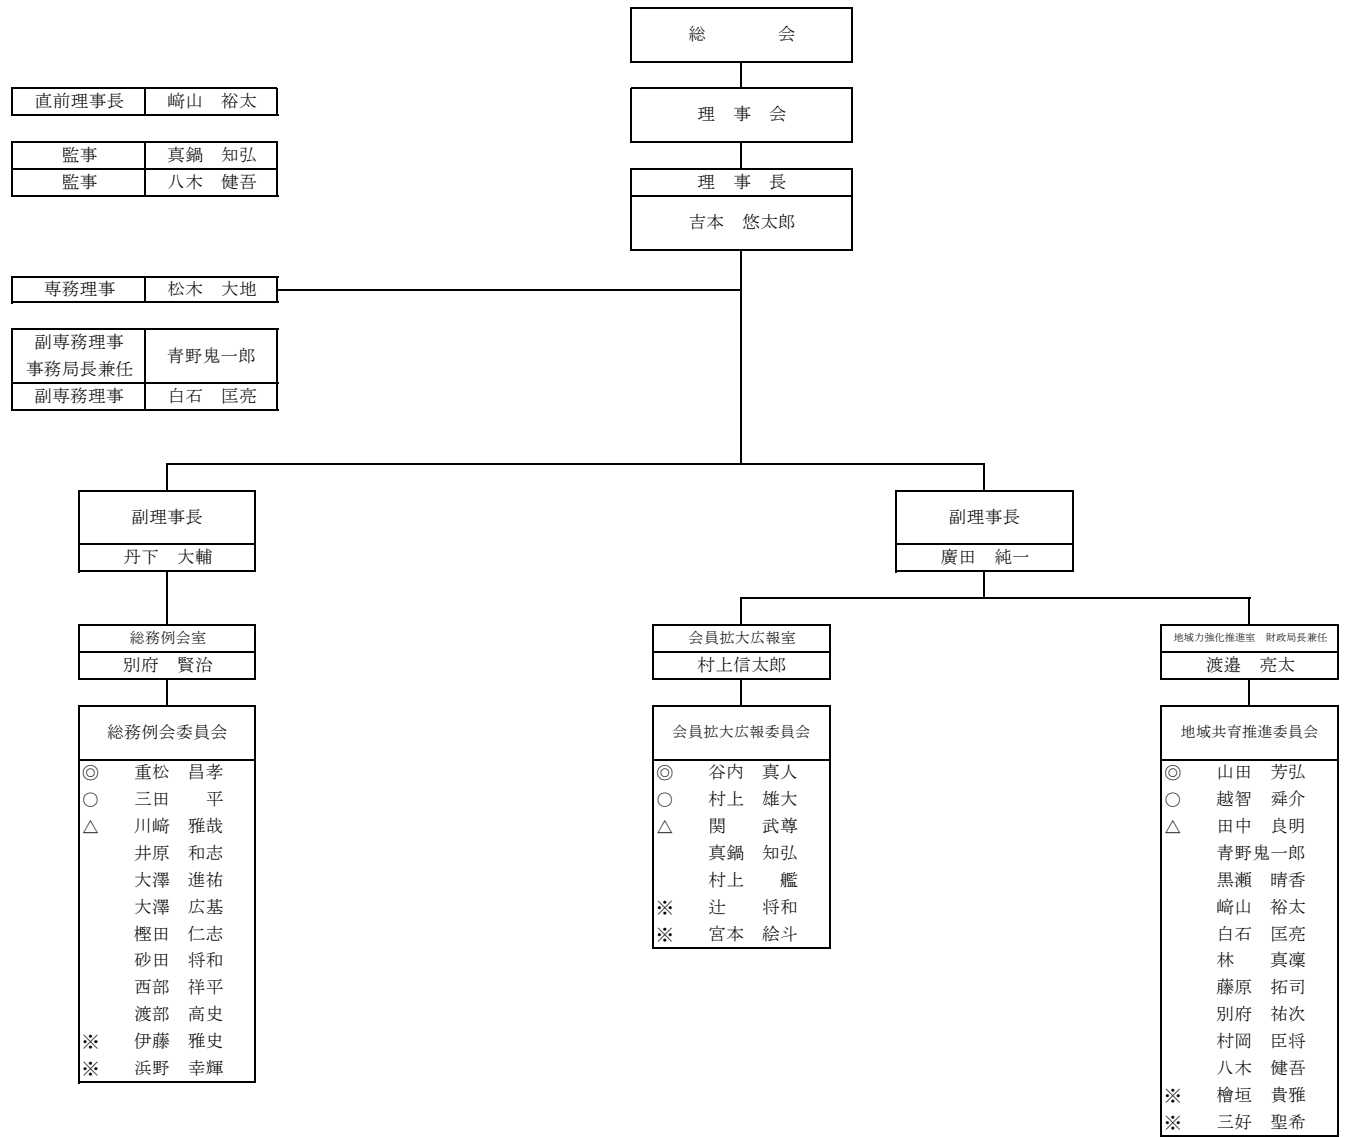 総　会
理　事　会
直前理事長　﨑山　裕太
監事　真鍋　知弘
監事　八木　健吾
理　事　長
吉本　悠太郎
専務理事　松木　大地
副専務理事
事務局長兼任　青野鬼一郎
副専務理事　白石　匡亮
副理事長
丹下　大輔
総務例会室
別府　賢治
総務例会委員会
◎　重松　昌孝
○　三田　平
△　川﨑　雅哉
井原　和志
大澤　進祐
大澤　広基
樫田　仁志
砂田　将和
西部　祥平
渡部　高史
※　伊藤　雅史
※　浜野　幸輝
副理事長
廣田　純一
会員拡大広報室
村上信太郎
会員拡大広報委員会
◎　谷内　真人
○　村上　雄大
△　関　武尊
真鍋　知弘
村上　艦
※　辻　将和
※　宮本　絵斗
地域力強化推進室　財政局長兼任
渡邉　亮太
地域共育推進委員会
◎　山田　芳弘
○　越智　舜介
△　田中　良明
青野鬼一郎
黒瀬　晴香
﨑山　裕太
白石　匡亮
林　真凜
藤原　拓司
別府　祐次
村岡　臣将
八木　健吾
※　檜垣　貴雅
※　三好　聖希